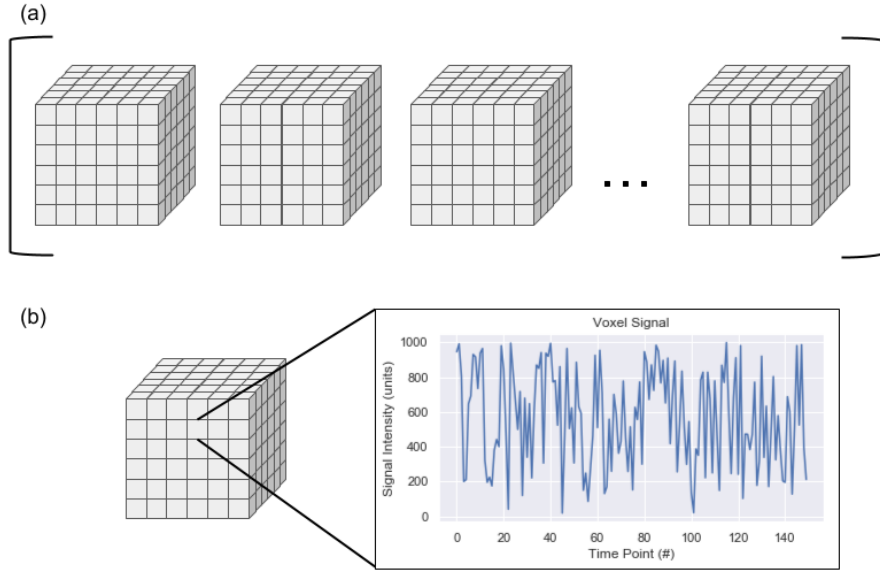 (a)
...
(b)
Voxel Signal
1000
800
600
400
200
0
Signal Intensity (units)
0 20 40 60 80 100 120 140
Time Point (#)